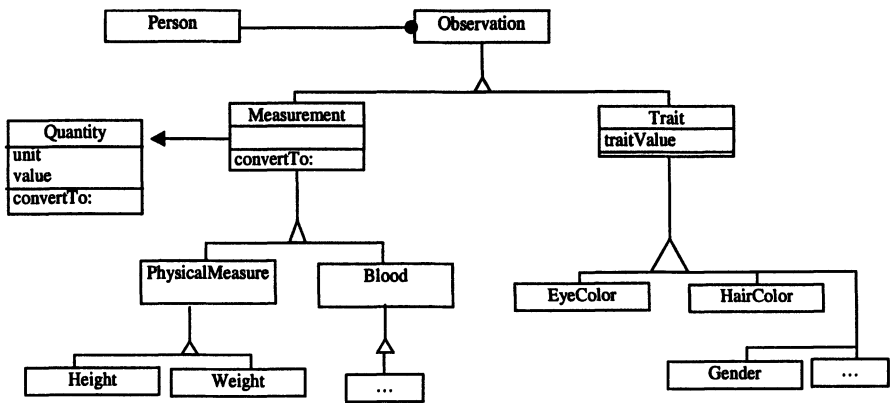 Person
Observation
Measurement
convertTo:
Trait
traitValue
Quantity
unit
value
convertTo:
PhysicalMeasure
Blood
EyeColor
HairColor
Height
Weight
...
Gender
...